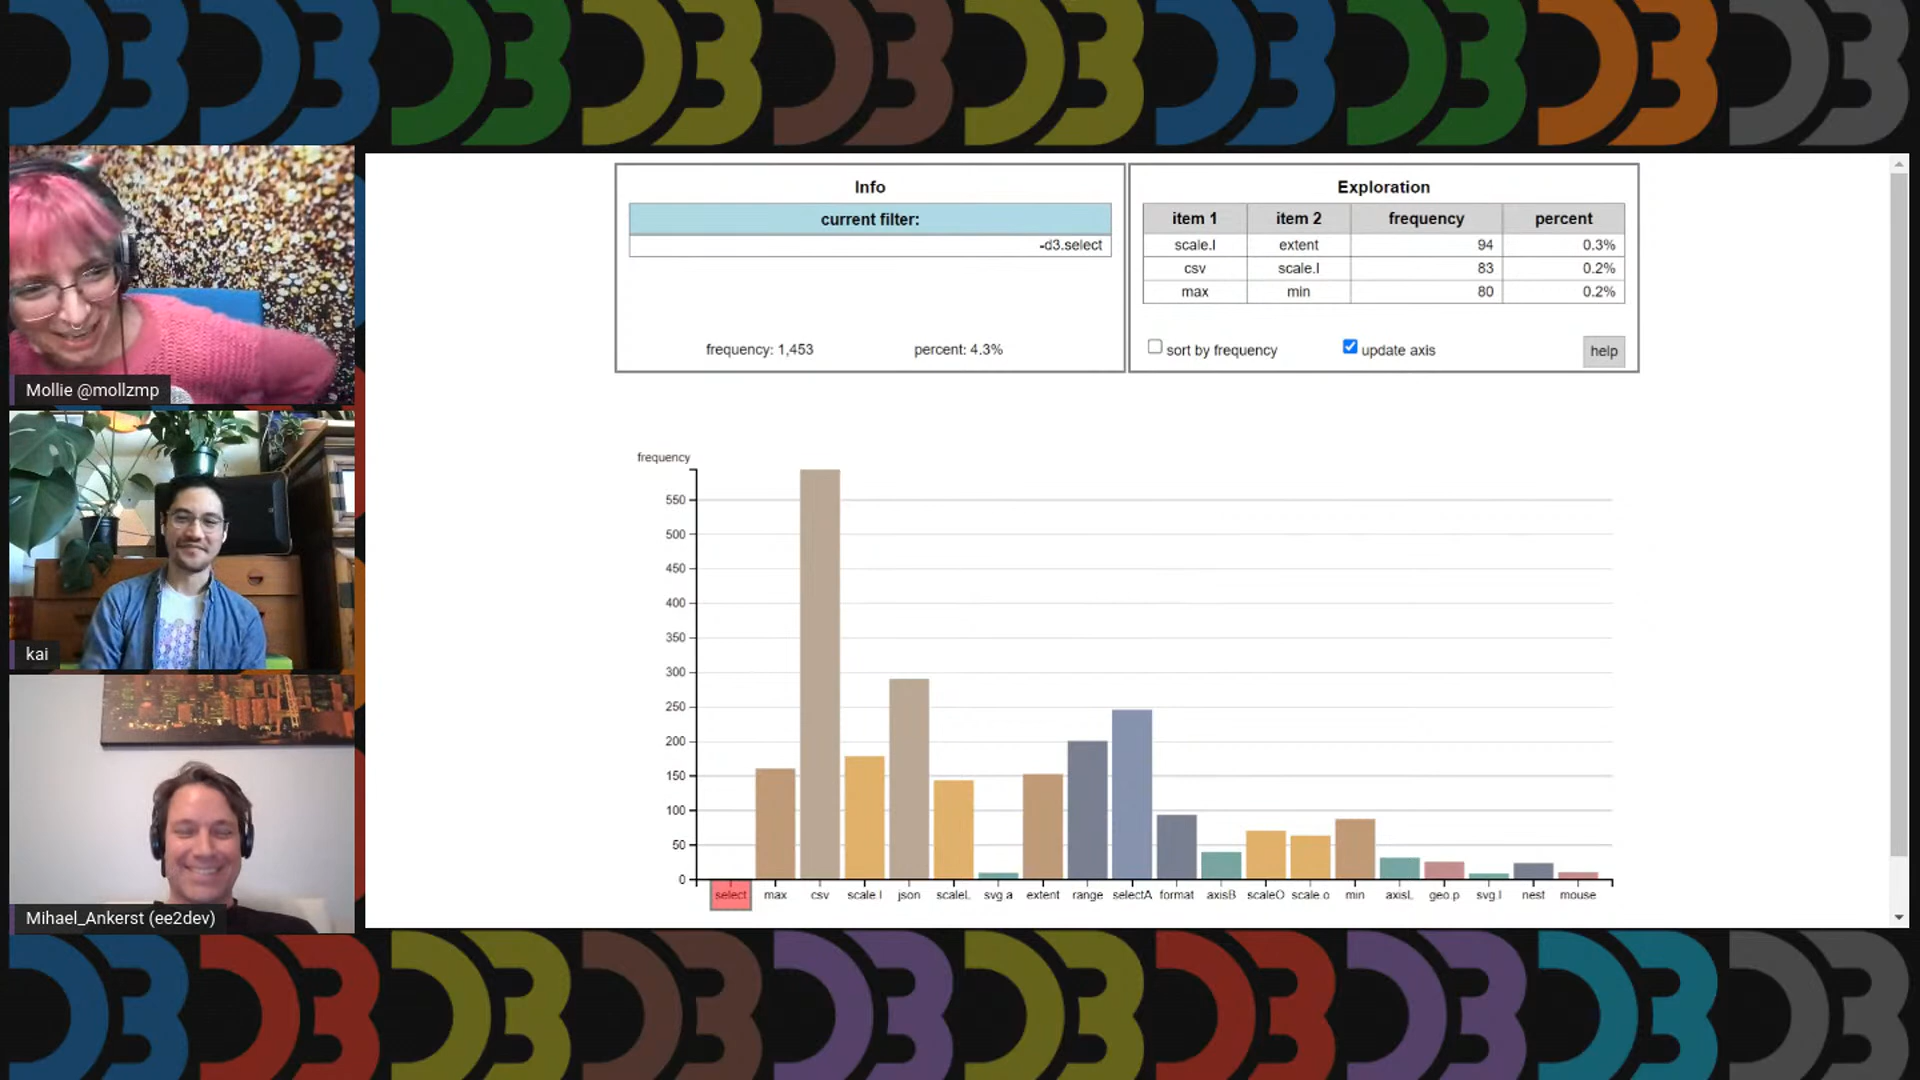 Mollie @mollzmp
kai
Mihael_Ankerst (ee2dev)
Info
current filter:
-d3.select
frequency: 1,453 percent: 4.3%
Exploration
item 1 item 2 frequency percent
scale.l extent 94 0.3%
csv scale.l 83 0.2%
max min 80 0.2%
sort by frequency update axis help
frequency
550
500
450
400
350
300
250
200
150
100
50
0
select max csv scale.l json scaleL svg.a extent range selectA format axisB scaleO scale.o min axisL geo.p svg.l nest mouse